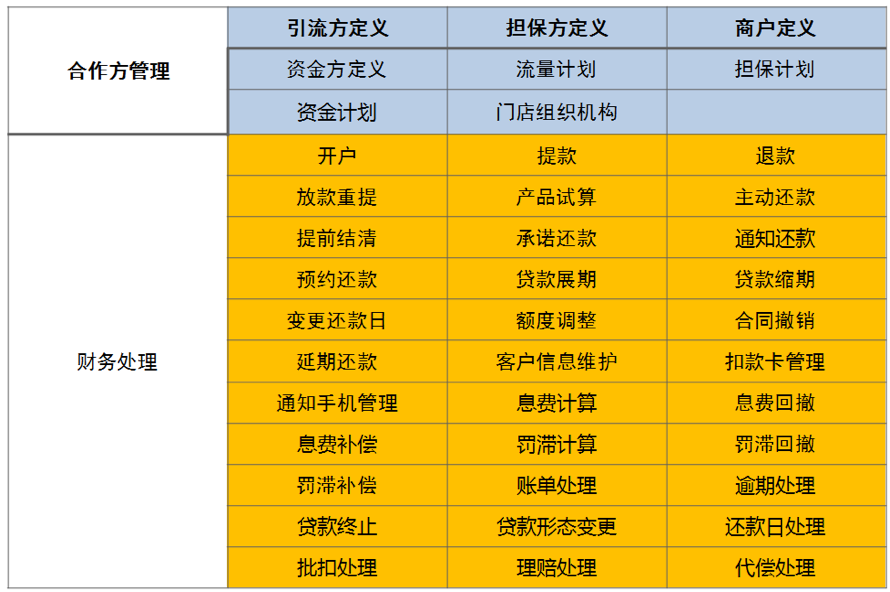 引流方定义 担保方定义 商户定义
合作方管理
资金方定义 流量计划 担保计划
资金计划 门店组织机构
开户 提款 退款
放款重提 产品试算 主动还款
提前结清 承诺还款 通知还款
预约还款 贷款展期 贷款缩期
变更还款日 额度调整 合同撤销
财务处理
延期还款 客户信息维护 扣款卡管理
通知手机管理 息费计算 息费回撤
息费补偿 罚滞计算 罚滞回撤
罚滞补偿 账单处理 逾期处理
贷款终止 贷款形态变更 还款日处理
批扣处理 理赔处理 代偿处理